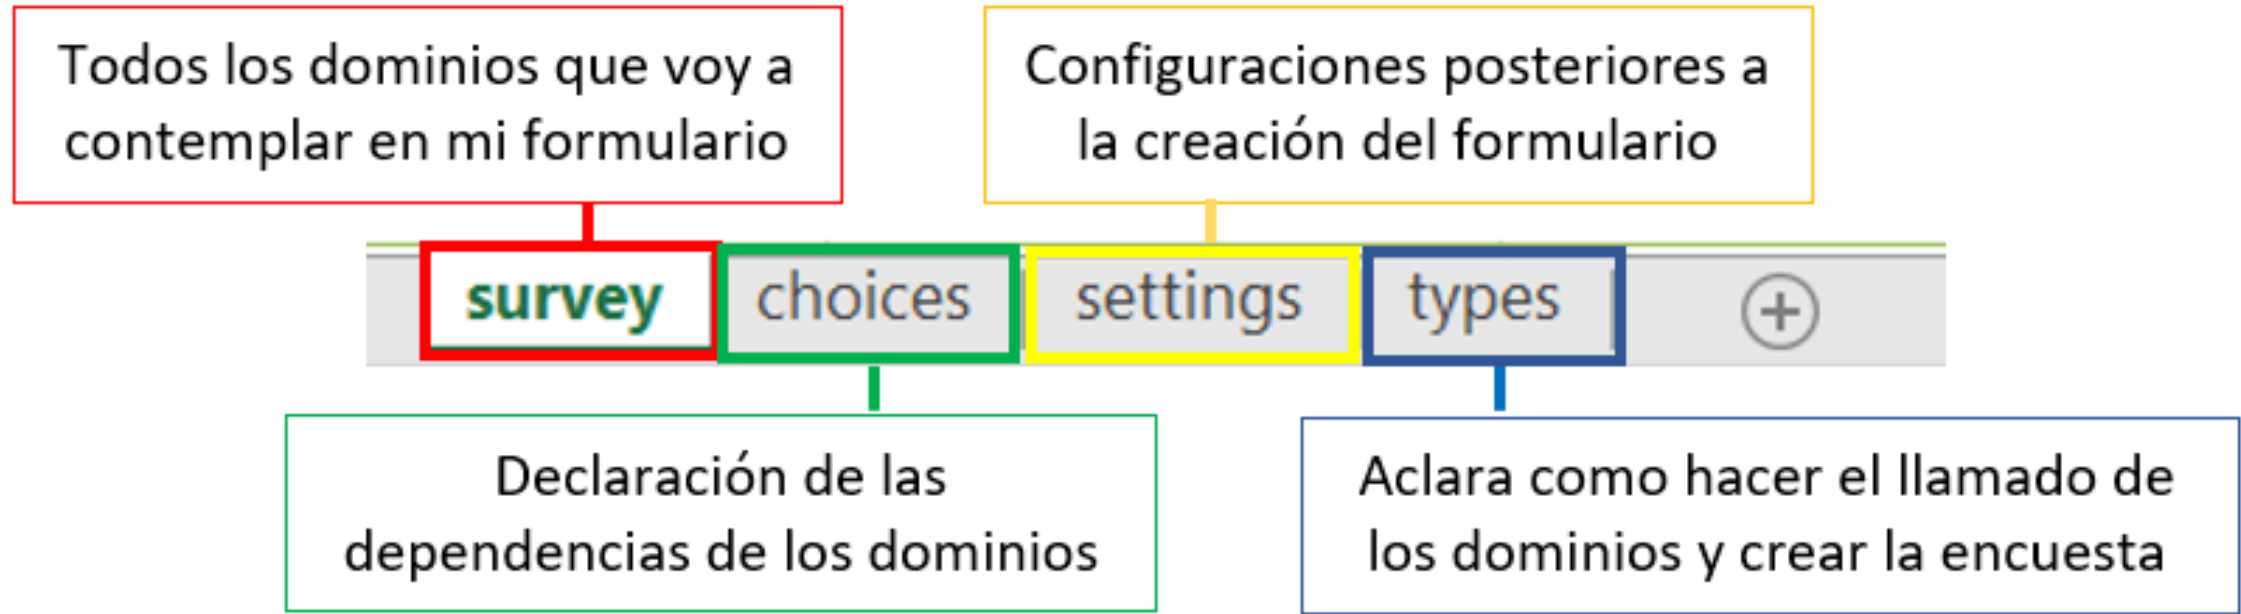 Todos los dominios que voy a
contemplar en mi formulario
Configuraciones posteriores a
la creación del formulario
survey choices settings types
Declaración de las
dependencias de los dominios
Aclara como hacer el llamado de
los dominios y crear la encuesta